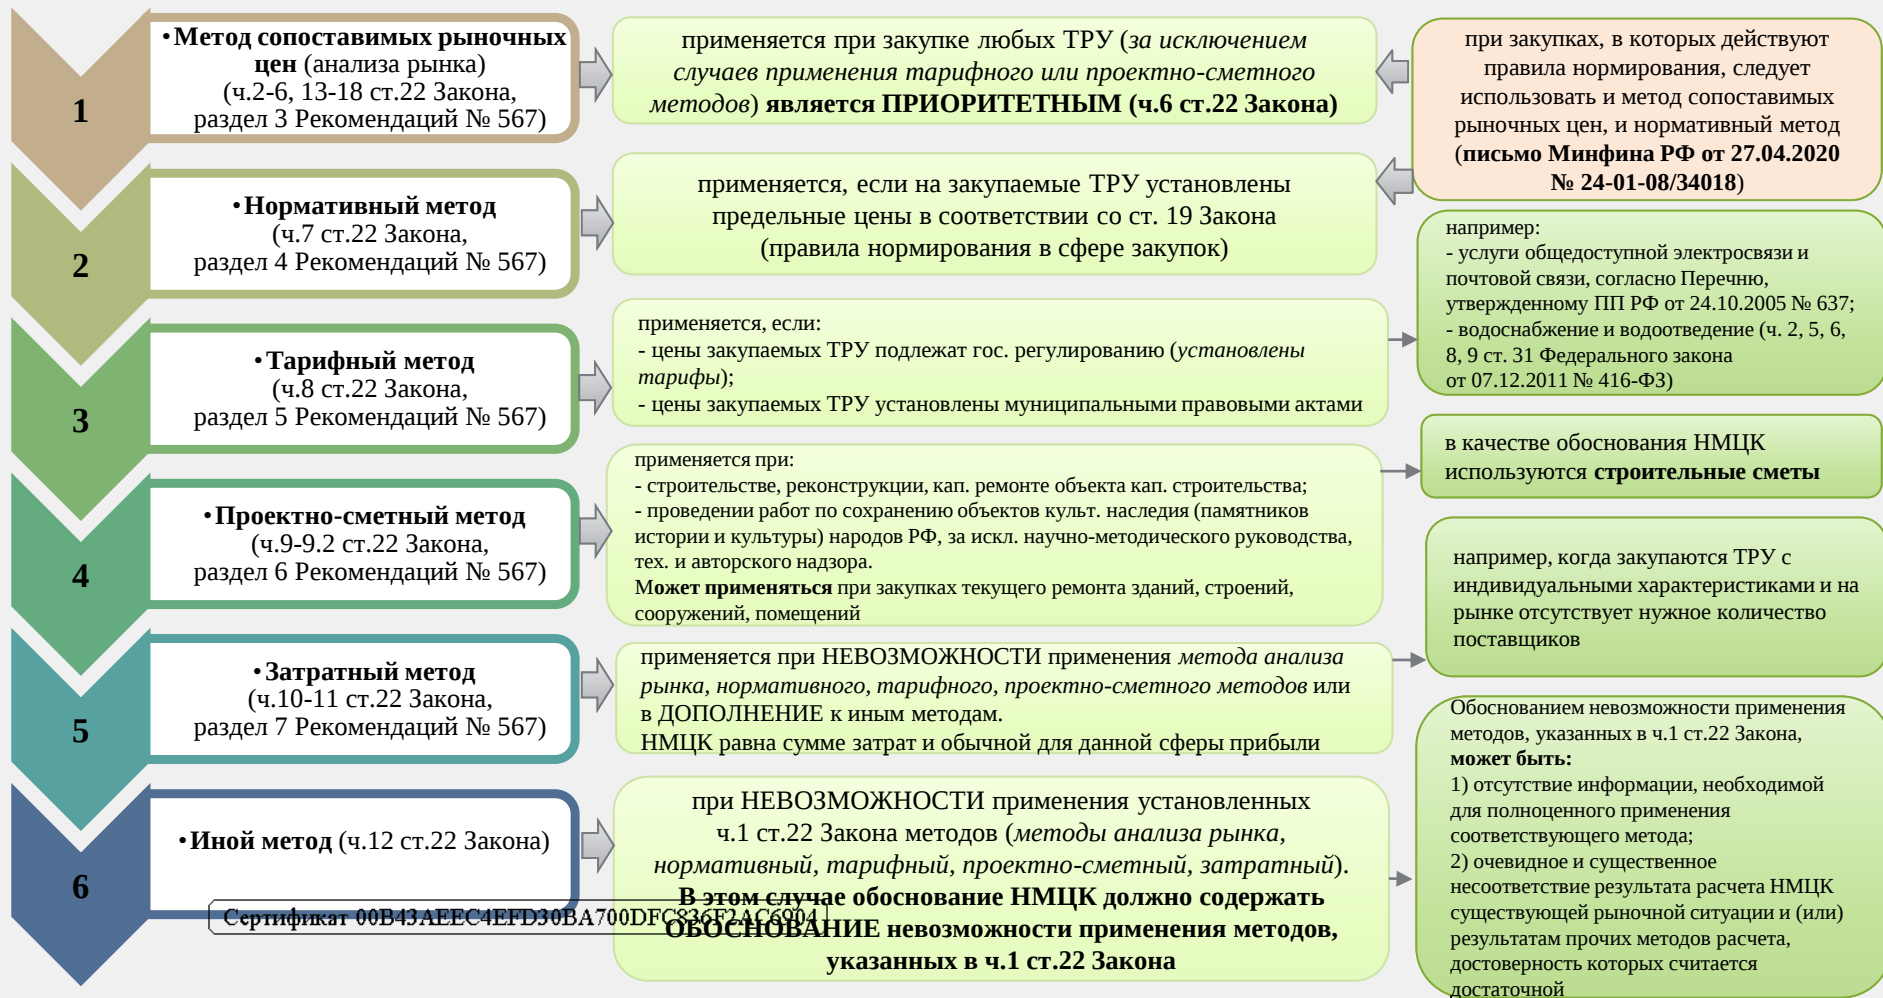 1
•Метод сопоставимых рыночных
цен (анализа рынка)
(ч.2-6, 13-18 ст.22 Закона,
раздел 3 Рекомендаций № 567)
применяется при закупке любых ТРУ (за исключением
случаев применения тарифного или проектно-сметного
методов) является ПРИОРИТЕТНЫМ (ч.6 ст.22 Закона)
при закупках, в которых действуют
правила нормирования, следует
использовать и метод сопоставимых
рыночных цен, и нормативный метод
(письмо Минфина РФ от 27.04.2020
№ 24-01-08/34018)
2
•Нормативный метод
(ч.7 ст.22 Закона,
раздел 4 Рекомендаций № 567)
применяется, если на закупаемые ТРУ установлены
предельные цены в соответствии со ст. 19 Закона
(правила нормирования в сфере закупок)
3
•Тарифный метод
(ч.8 ст.22 Закона,
раздел 5 Рекомендаций № 567)
применяется, если:
- цены закупаемых ТРУ подлежат гос. регулированию (установлены
тарифы);
- цены закупаемых ТРУ установлены муниципальными правовыми актами
например:
- услуги общедоступной электросвязи и
почтовой связи, согласно Перечню,
утвержденному ПП РФ от 24.10.2005 № 637;
- водоснабжение и водоотведение (ч. 2, 5, 6,
8, 9 ст. 31 Федерального закона
от 07.12.2011 № 416-ФЗ)
4
•Проектно-сметный метод
(ч.9-9.2 ст.22 Закона,
раздел 6 Рекомендаций № 567)
применяется при:
- строительстве, реконструкции, кап. ремонте объекта кап. строительства;
- проведении работ по сохранению объектов культ. наследия (памятников
истории и культуры) народов РФ, за искл. научно-методического руководства,
тех. и авторского надзора.
Может применяться при закупках текущего ремонта зданий, строений,
сооружений, помещений
в качестве обоснования НМЦК
используются строительные сметы
5
•Затратный метод
(ч.10-11 ст.22 Закона,
раздел 7 Рекомендаций № 567)
применяется при НЕВОЗМОЖНОСТИ применения метода анализа
рынка, нормативного, тарифного, проектно-сметного методов или
в ДОПОЛНЕНИЕ к иным методам.
НМЦК равна сумме затрат и обычной для данной сферы прибыли
например, когда закупаются ТРУ с
индивидуальными характеристиками и на
рынке отсутствует нужное количество
поставщиков
6
•Иной метод (ч.12 ст.22 Закона)
при НЕВОЗМОЖНОСТИ применения установленных
ч.1 ст.22 Закона методов (методы анализа рынка,
нормативный, тарифный, проектно-сметный, затратный).
В этом случае обоснование НМЦК должно содержать
ОБОСНОВАНИЕ невозможности применения методов,
указанных в ч.1 ст.22 Закона
Обоснованием невозможности применения
методов, указанных в ч.1 ст.22 Закона,
может быть:
1) отсутствие информации, необходимой
для полноценного применения
соответствующего метода;
2) очевидное и существенное
несоответствие результата расчета НМЦК
существующей рыночной ситуации и (или)
результатам прочих методов расчета,
достоверность которых считается
достаточной
Сертификат 00B43AEEC4EFD30BA700DFC836F2AC6904